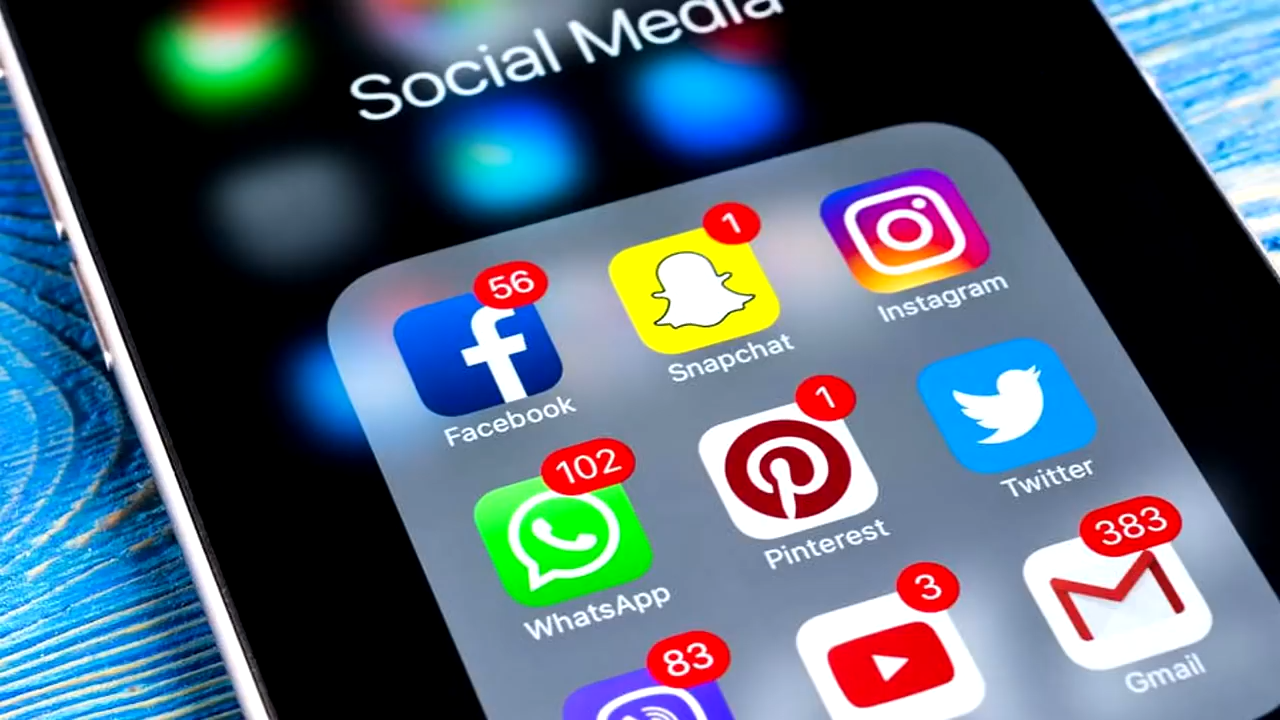 Social Media
56
1
Facebook
Snapchat
Instagram
102
1
WhatsApp
Pinterest
Twitter
83
3
383
Gmail